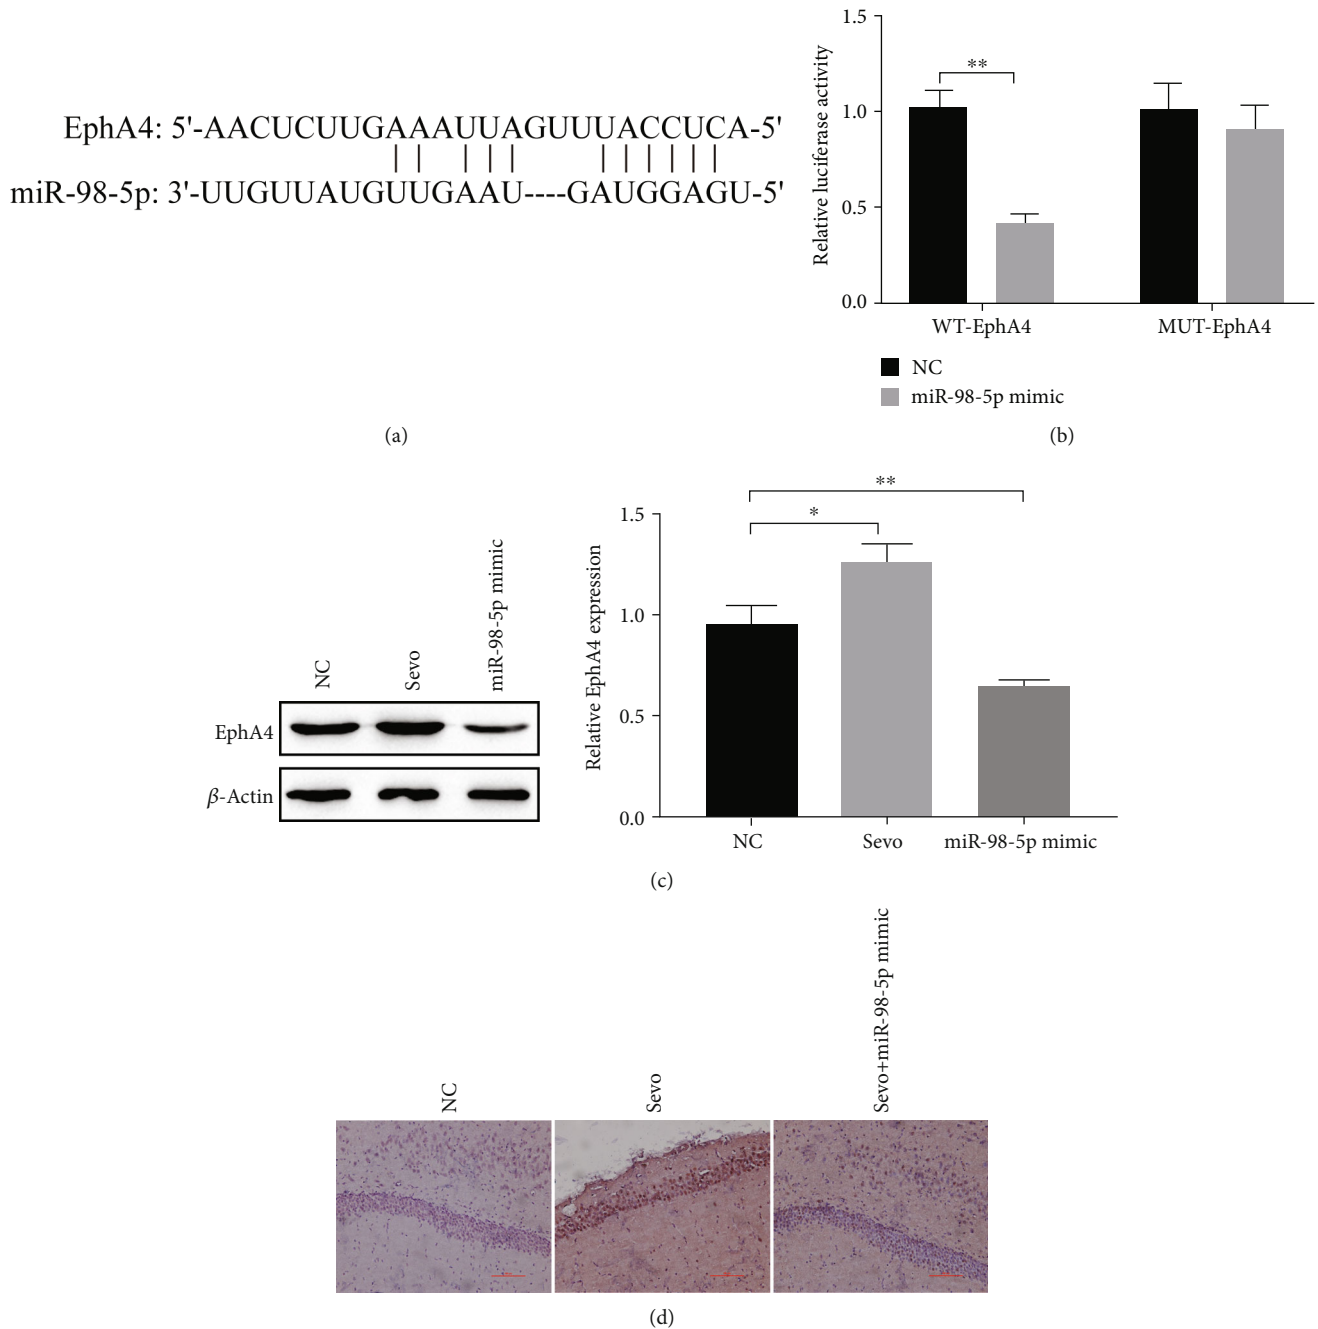 EphA4: 5'-AACUCUUGAAAUUAGUUUACCUCA-5'
miR-98-5p: 3'-UUGUUAUGUUGAAU----GAUGGAGU-5'
(a)
Relative luciferase activity
1.5
1.0
0.5
0.0
**
WT-EphA4
MUT-EphA4
NC
miR-98-5p mimic
(b)
NC
Sevo
miR-98-5p mimic
EphA4
β-Actin
Relative EphA4 expression
1.5
1.0
0.5
0.0
**
*
NC
Sevo
miR-98-5p mimic
(c)
NC
Sevo
Sevo+miR-98-5p mimic
(d)